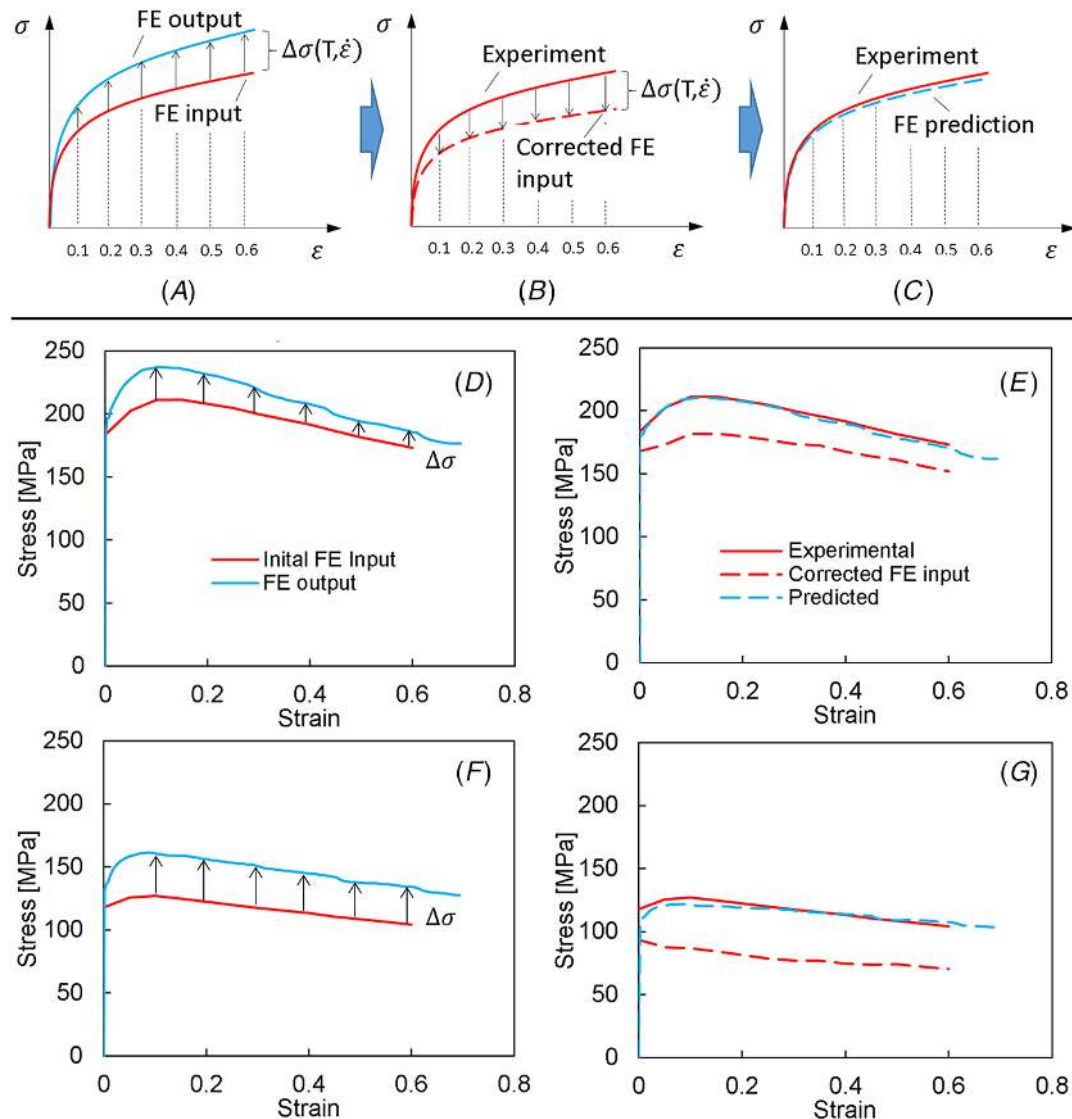 σ
FE output
Δσ(T,ε̇)
FE input
0.1 0.2 0.3 0.4 0.5 0.6
ε
(A)
σ
Experiment
Δσ(T,ε̇)
Corrected FE
input
0.1 0.2 0.3 0.4 0.5 0.6
ε
(B)
σ
Experiment
FE prediction
0.1 0.2 0.3 0.4 0.5 0.6
ε
(C)
250
200
150
100
50
0
Stress [MPa]
(D)
Δσ
Inital FE Input
FE output
0 0.2 0.4 0.6 0.8
Strain
250
200
150
100
50
0
Stress [MPa]
(E)
Experimental
Corrected FE input
Predicted
0 0.2 0.4 0.6 0.8
Strain
250
200
150
100
50
0
Stress [MPa]
(F)
Δσ
0 0.2 0.4 0.6 0.8
Strain
250
200
150
100
50
0
Stress [MPa]
(G)
0 0.2 0.4 0.6 0.8
Strain